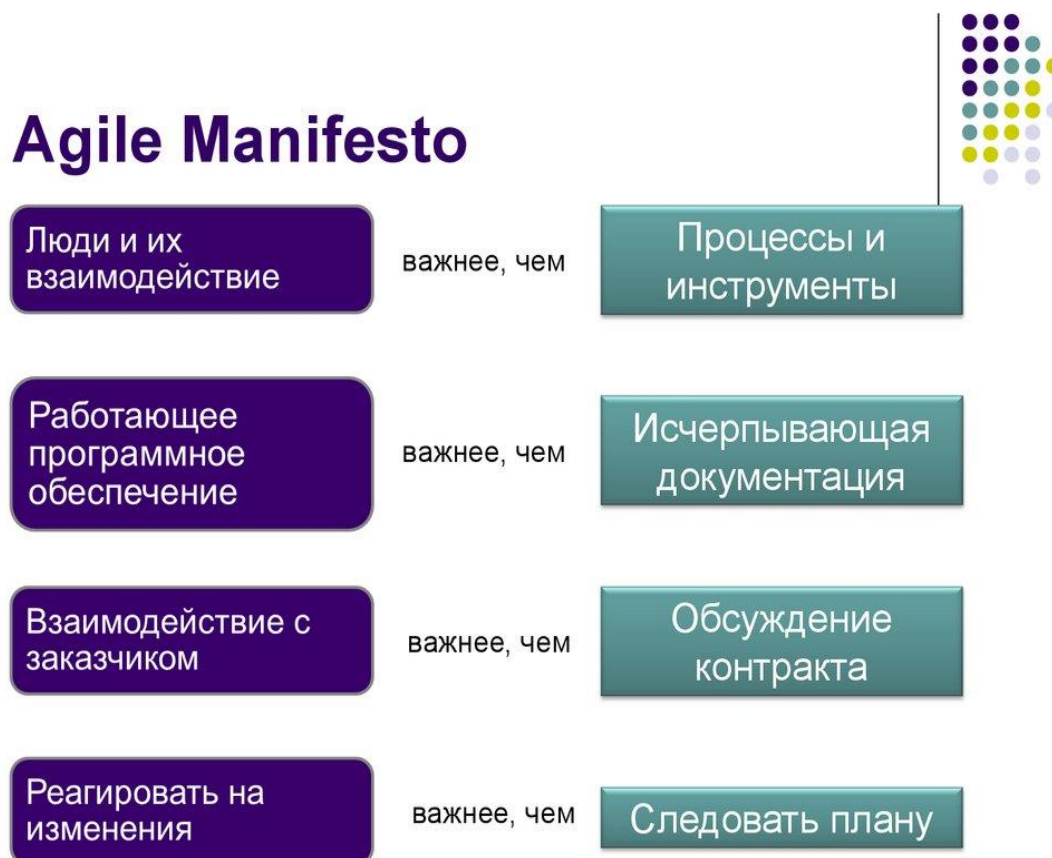 Agile Manifesto
Люди и их
взаимодействие
важнее, чем
Процессы и
инструменты
Работающее
программное
обеспечение
важнее, чем
Исчерпывающая
документация
Взаимодействие с
заказчиком
важнее, чем
Обсуждение
контракта
Реагировать на
изменения
важнее, чем
Следовать плану